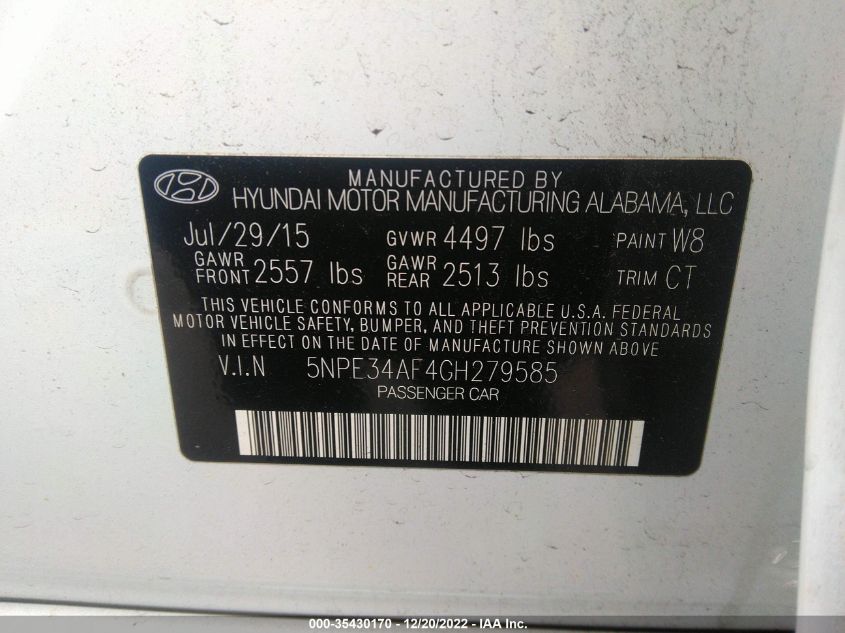 MANUFACTURED BY
HYUNDAI MOTOR MANUFACTURING ALABAMA, LLC
Jul/29/15 GVWR 4497 lbs PAINT W8
GAWR FRONT 2557 lbs GAWR REAR 2513 lbs TRIM CT
THIS VEHICLE CONFORMS TO ALL APPLICABLE U.S.A. FEDERAL
MOTOR VEHICLE SAFETY, BUMPER, AND THEFT PREVENTION STANDARDS
IN EFFECT ON THE DATE OF MANUFACTURE SHOWN ABOVE
V.I.N 5NPE34AF4GH279585
PASSENGER CAR
000-35430170 - 12/20/2022 - IAA Inc.